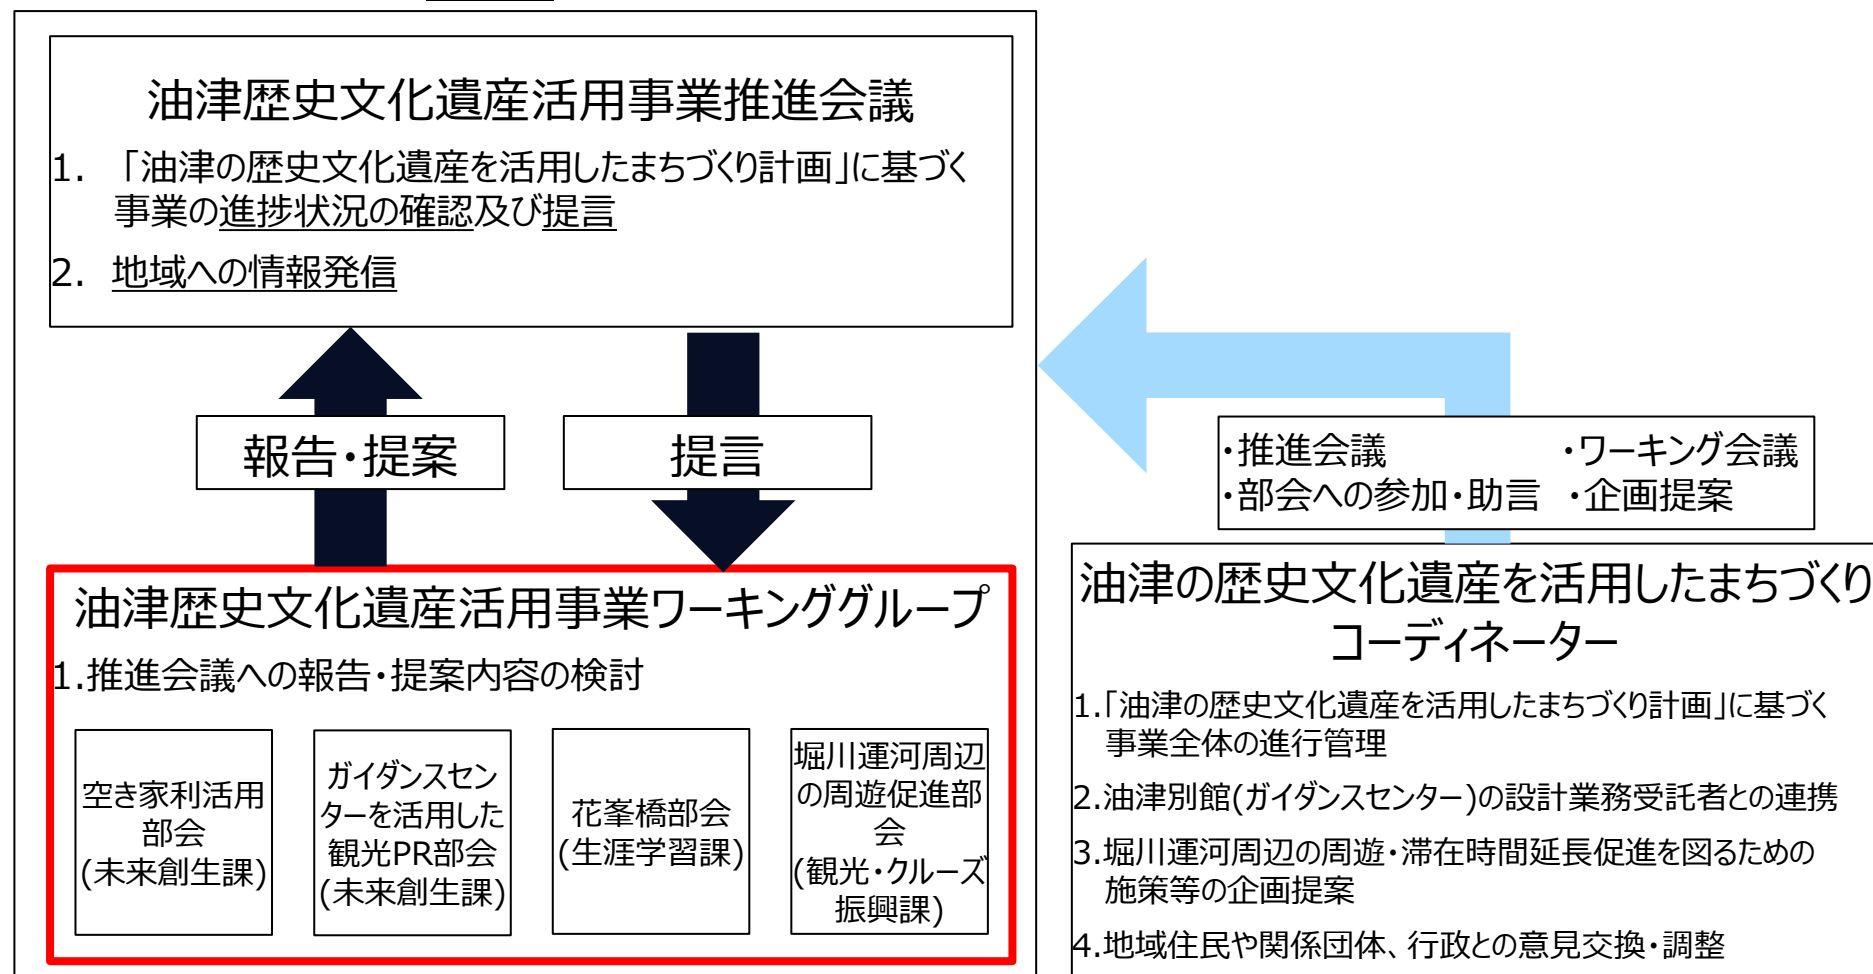 油津歴史文化遺産活用事業推進会議
1. 「油津の歴史文化遺産を活用したまちづくり計画」に基づく
事業の進捗状況の確認及び提言
2. 地域への情報発信
報告・提案
提言
・推進会議 ・ワーキング会議
・部会への参加・助言 ・企画提案
油津歴史文化遺産活用事業ワーキンググループ
1.推進会議への報告・提案内容の検討
空き家利活用
部会
(未来創生課)
ガイダンスセン
ターを活用した
観光PR部会
(未来創生課)
花峯橋部会
(生涯学習課)
堀川運河周辺
の周遊促進部
会
(観光・クルーズ
振興課)
油津の歴史文化遺産を活用したまちづくり
コーディネーター
1.「油津の歴史文化遺産を活用したまちづくり計画」に基づく
事業全体の進行管理
2.油津別館(ガイダンスセンター)の設計業務受託者との連携
3.堀川運河周辺の周遊・滞在時間延長促進を図るための
施策等の企画提案
4.地域住民や関係団体、行政との意見交換・調整